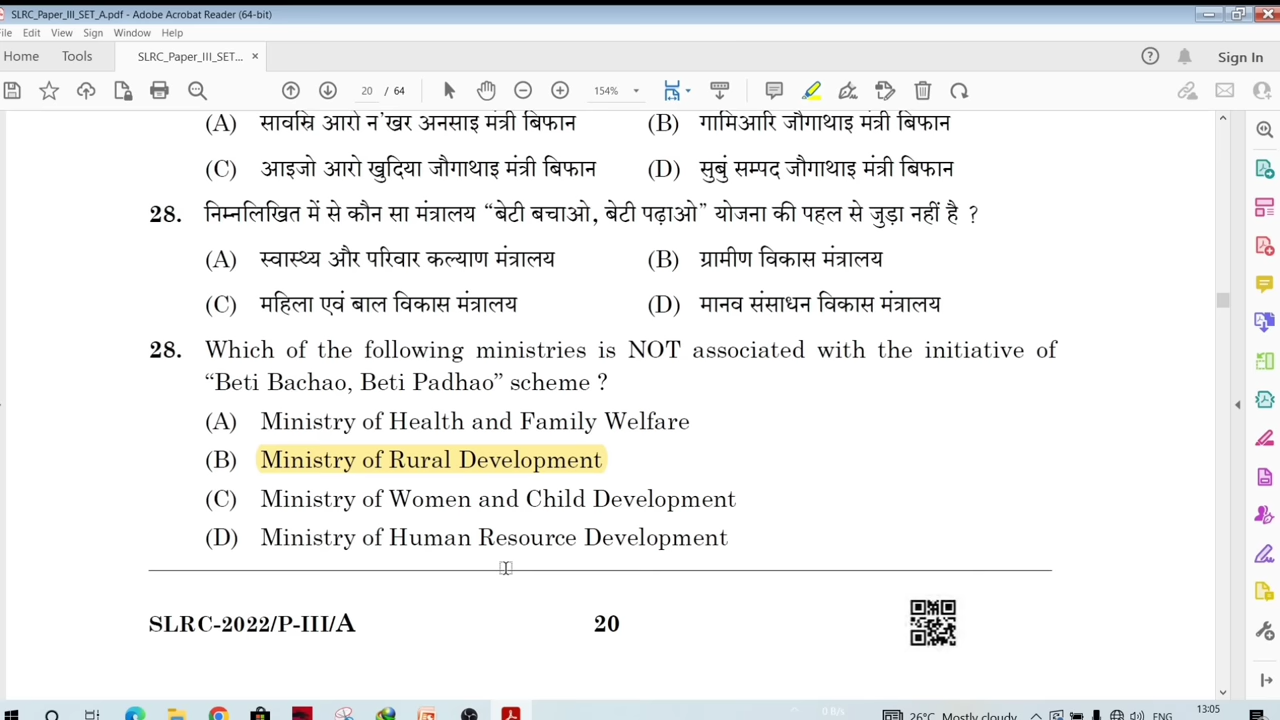 SLRC_Paper_III_SET_A.pdf - Adobe Acrobat Reader (64-bit)
File Edit View Sign Window Help
Home Tools SLRC_Paper_III_SET... × Sign In
20 / 64 154%
(A) सावस्रि आरो न'खर अनसाइ मंत्री बिफान (B) गामिआरि जौगाथाइ मंत्री बिफान
(C) आइजो आरो खुदिया जौगाथाइ मंत्री बिफान (D) सुबुं सम्पद जौगाथाइ मंत्री बिफान
28. निम्नलिखित में से कौन सा मंत्रालय “बेटी बचाओ, बेटी पढ़ाओ” योजना की पहल से जुड़ा नहीं है ?
(A) स्वास्थ्य और परिवार कल्याण मंत्रालय (B) ग्रामीण विकास मंत्रालय
(C) महिला एवं बाल विकास मंत्रालय (D) मानव संसाधन विकास मंत्रालय
28. Which of the following ministries is NOT associated with the initiative of
“Beti Bachao, Beti Padhao” scheme ?
(A) Ministry of Health and Family Welfare
(B) Ministry of Rural Development
(C) Ministry of Women and Child Development
(D) Ministry of Human Resource Development
SLRC-2022/P-III/A 20
0 B/s
26°C Mostly cloudy ENG 13:05